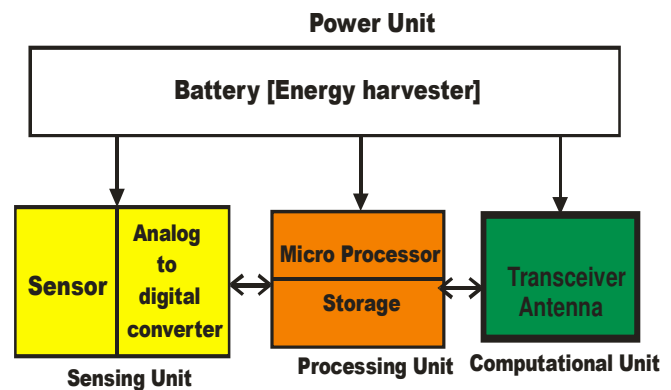 Power Unit
Battery [Energy harvester]
Sensor
Analog
to
digital
converter
Micro Processor
Storage
Transceiver
Antenna
Sensing Unit
Processing Unit
Computational Unit